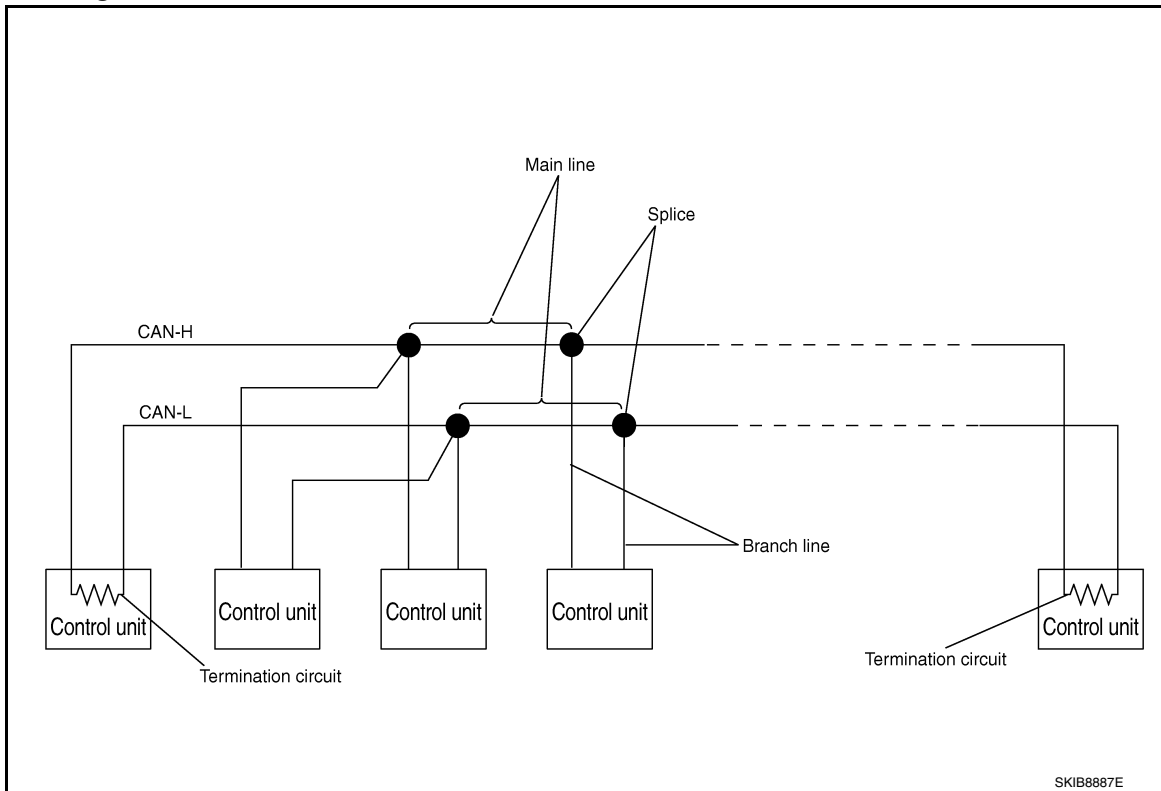 Main line
Splice
CAN-H
CAN-L
Branch line
Control unit
Control unit
Control unit
Control unit
Control unit
Termination circuit
Termination circuit
SKIB8887E